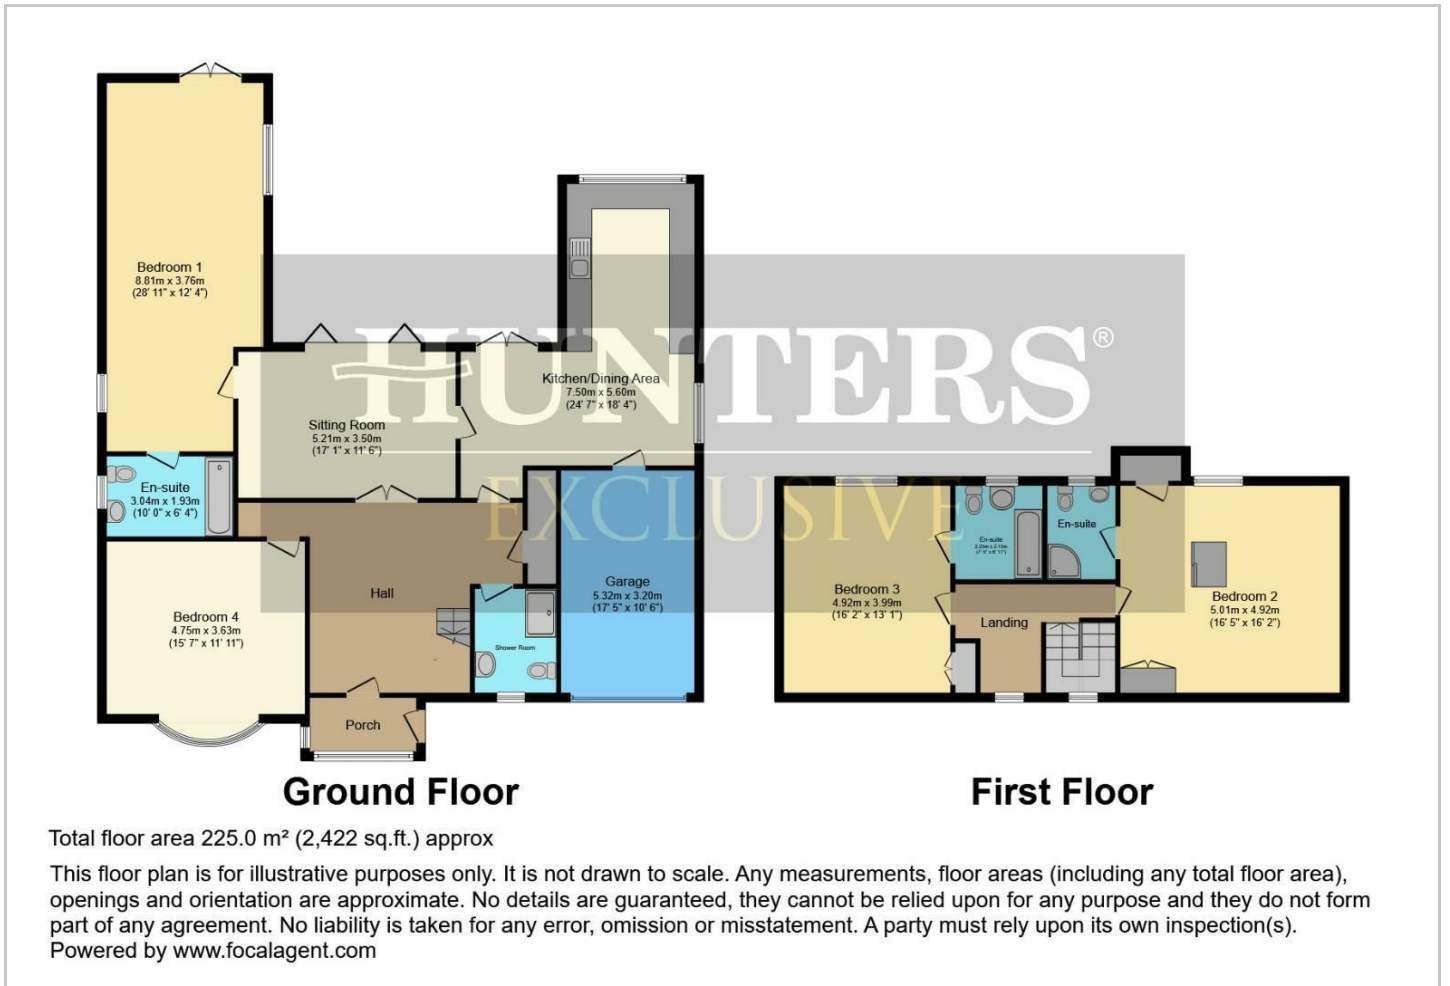 Bedroom 1
8.81m x 3.76m
(28' 11" x 12' 4")
HUNTERS®
EXCLUSIVE
Kitchen/Dining Area
7.50m x 5.60m
(24' 7" x 18' 4")
Sitting Room
5.21m x 3.50m
(17' 1" x 11' 6")
En-suite
3.04m x 1.93m
(10' 0" x 6' 4")
Bedroom 4
4.75m x 3.63m
(15' 7" x 11' 11")
Hall
Garage
5.32m x 3.20m
(17' 5" x 10' 6")
Shower Room
Porch
Ground Floor
En-suite
En-suite
Bedroom 3
4.92m x 3.99m
(16' 2" x 13' 1")
Landing
Bedroom 2
5.01m x 4.92m
(16' 5" x 16' 2")
First Floor
Total floor area 225.0 m² (2,422 sq.ft.) approx
This floor plan is for illustrative purposes only. It is not drawn to scale. Any measurements, floor areas (including any total floor area),
openings and orientation are approximate. No details are guaranteed, they cannot be relied upon for any purpose and they do not form
part of any agreement. No liability is taken for any error, omission or misstatement. A party must rely upon its own inspection(s).
Powered by www.focalagent.com